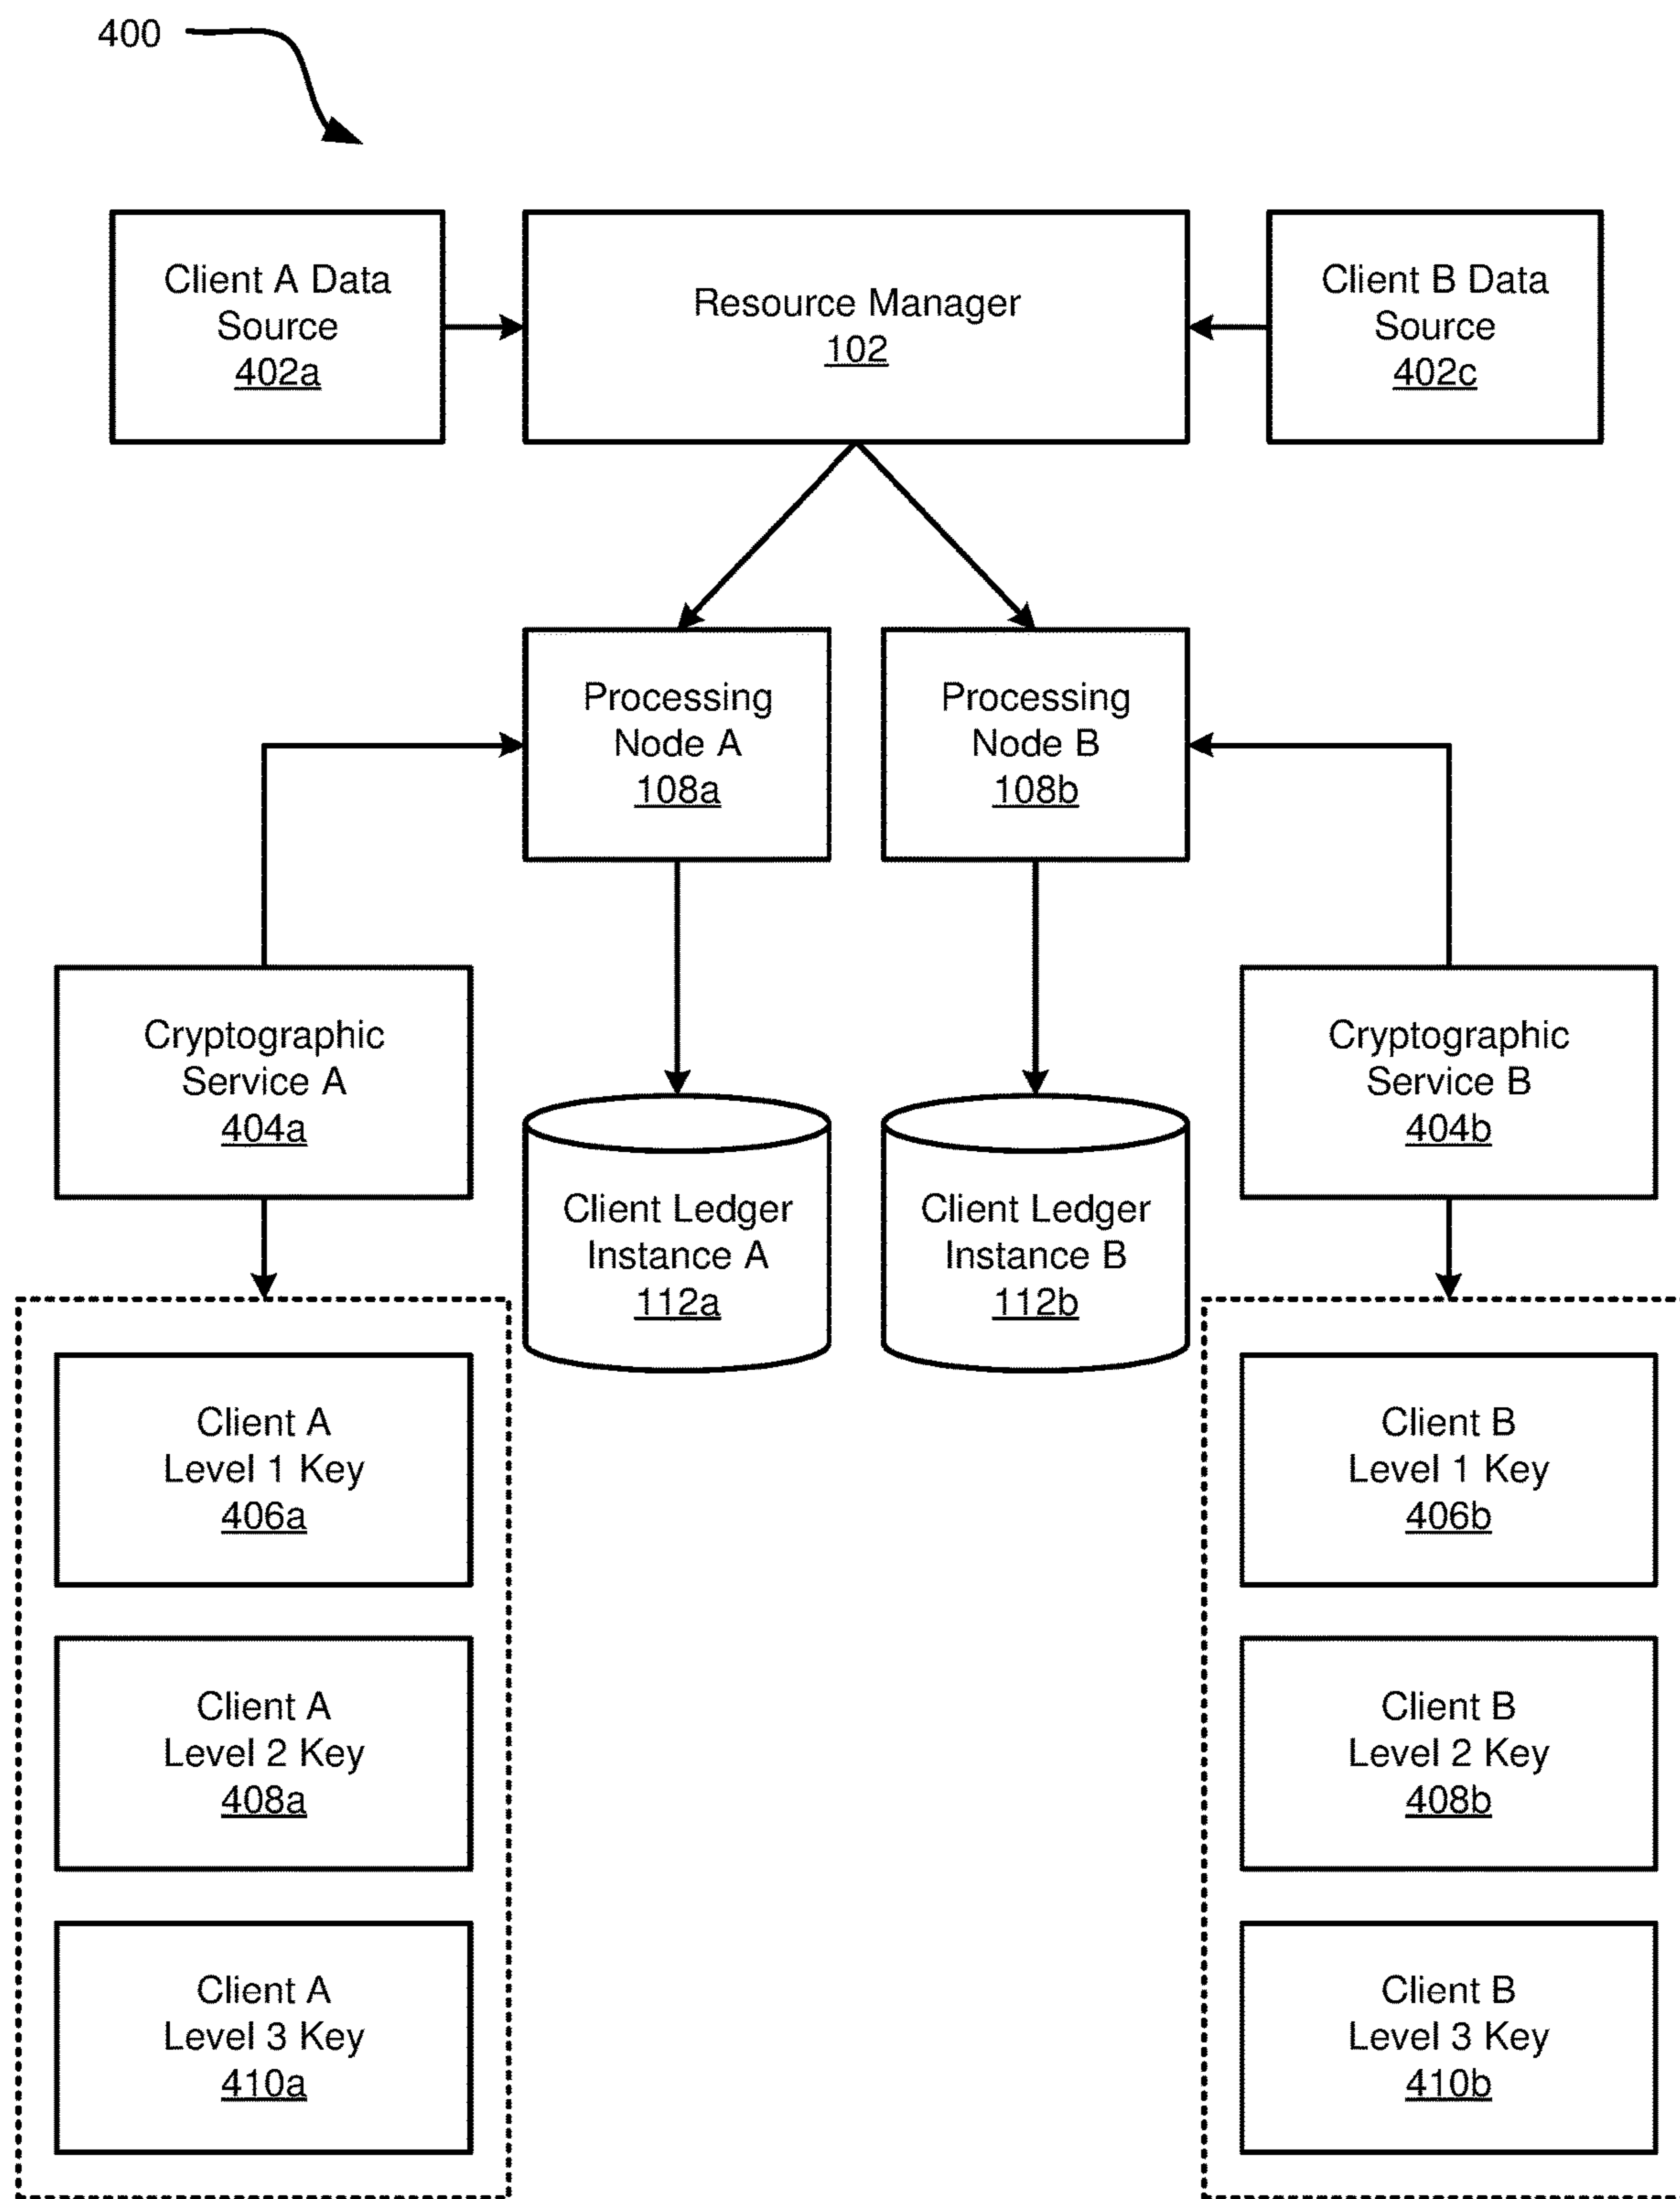 400
Client A Data
Source
402a
Resource Manager
102
Client B Data
Source
402c
Processing
Node A
108a
Processing
Node B
108b
Cryptographic
Service A
404a
Cryptographic
Service B
404b
Client Ledger
Instance A
112a
Client Ledger
Instance B
112b
Client A
Level 1 Key
406a
Client B
Level 1 Key
406b
Client A
Level 2 Key
408a
Client B
Level 2 Key
408b
Client A
Level 3 Key
410a
Client B
Level 3 Key
410b